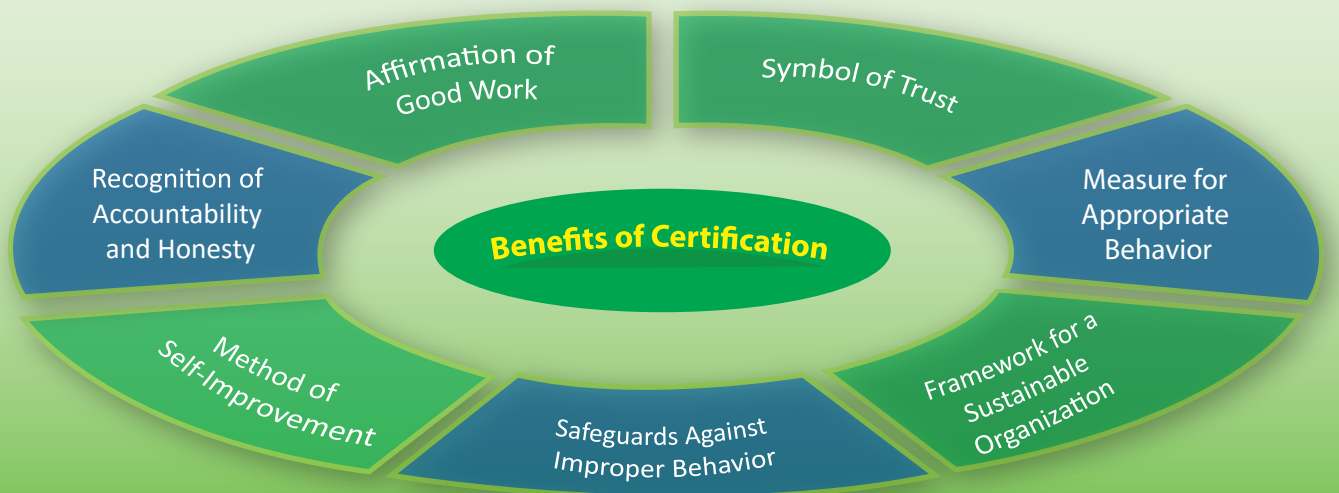 Affirmation of
Good Work
Symbol of Trust
Recognition of
Accountability
and Honesty
Measure for
Appropriate
Behavior
Benefits of Certification
Method of
Self-Improvement
Framework for a
Sustainable
Organization
Safeguards Against
Improper Behavior